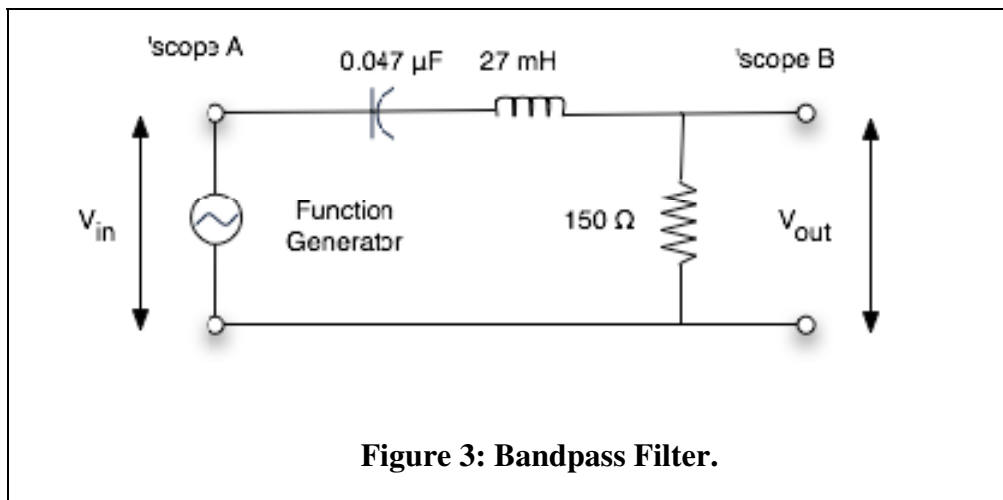 'scope A
0.047 µF 27 mH
'scope B
V_in
Function
Generator
150 Ω
V_out
Figure 3: Bandpass Filter.